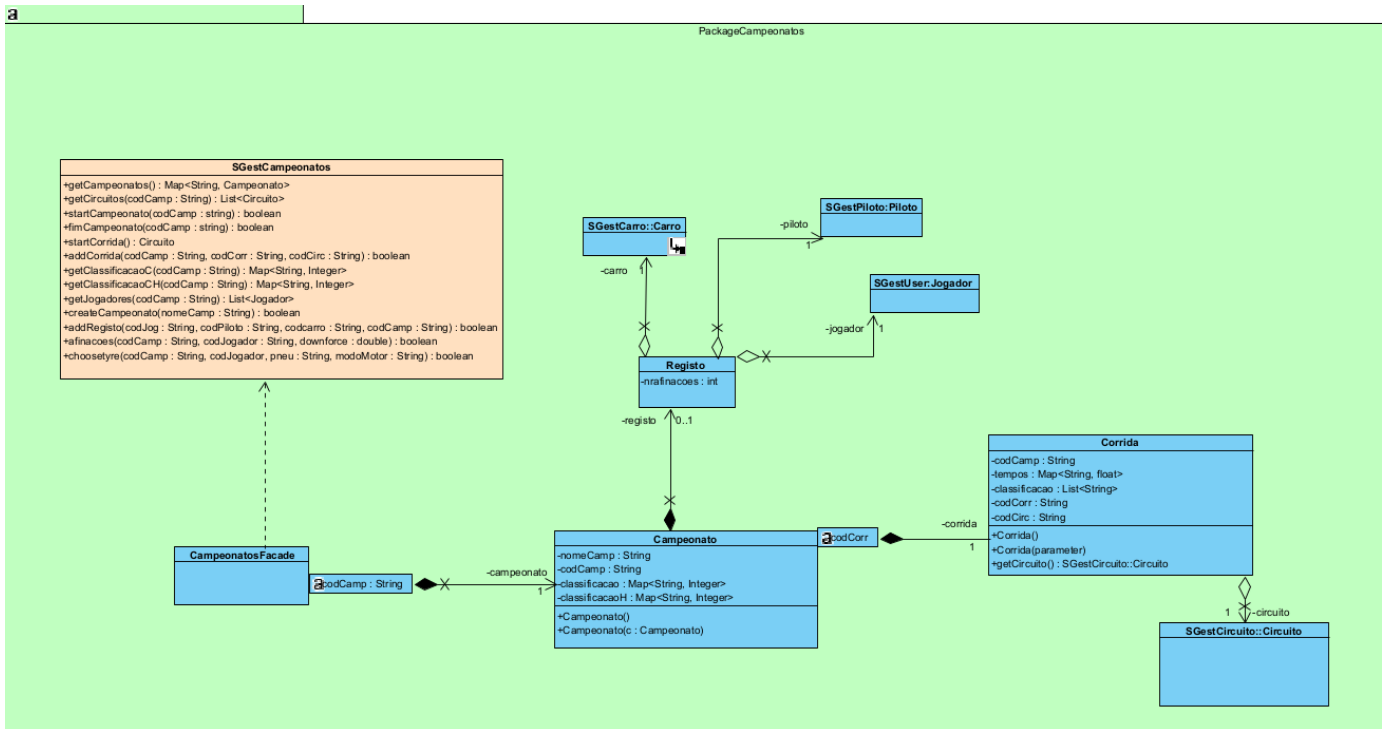 a
PackageCampeonatos
SGestCampeonatos
+getCampeonatos() : Map<String, Campeonato>
+getCircuitos(codCamp : String) : List<Circuito>
+startCampeonato(codCamp : string) : boolean
+fimCampeonato(codCamp : string) : boolean
+startCorrida() : Circuito
+addCorrida(codCamp : String, codCorr : String, codCirc : String) : boolean
+getClassificacaoC(codCamp : String) : Map<String, Integer>
+getClassificacaoCH(codCamp : String) : Map<String, Integer>
+getJogadores(codCamp : String) : List<Jogador>
+createCampeonato(nomeCamp : String) : boolean
+addRegisto(codJog : String, codPiloto : String, codcarro : String, codCamp : String) : boolean
+afinacoes(codCamp : String, codJogador : String, downforce : double) : boolean
+choosetyre(codCamp : String, codJogador, pneu : String, modoMotor : String) : boolean
SGestCarro::Carro
-carro
1
SGestPiloto:Piloto
-piloto
1
SGestUser:Jogador
-jogador
1
Registo
-nrafinacoes : int
-registo
0..1
CampeonatosFacade
a
codCamp : String
-campeonato
1
Campeonato
-nomeCamp : String
-codCamp : String
-classificacao : Map<String, Integer>
-classificacaoH : Map<String, Integer>
+Campeonato()
+Campeonato(c : Campeonato)
a
codCorr
-corrida
1
Corrida
-codCamp : String
-tempos : Map<String, float>
-classificacao : List<String>
-codCorr : String
-codCirc : String
+Corrida()
+Corrida(parameter)
+getCircuito() : SGestCircuito::Circuito
1
-circuito
SGestCircuito::Circuito